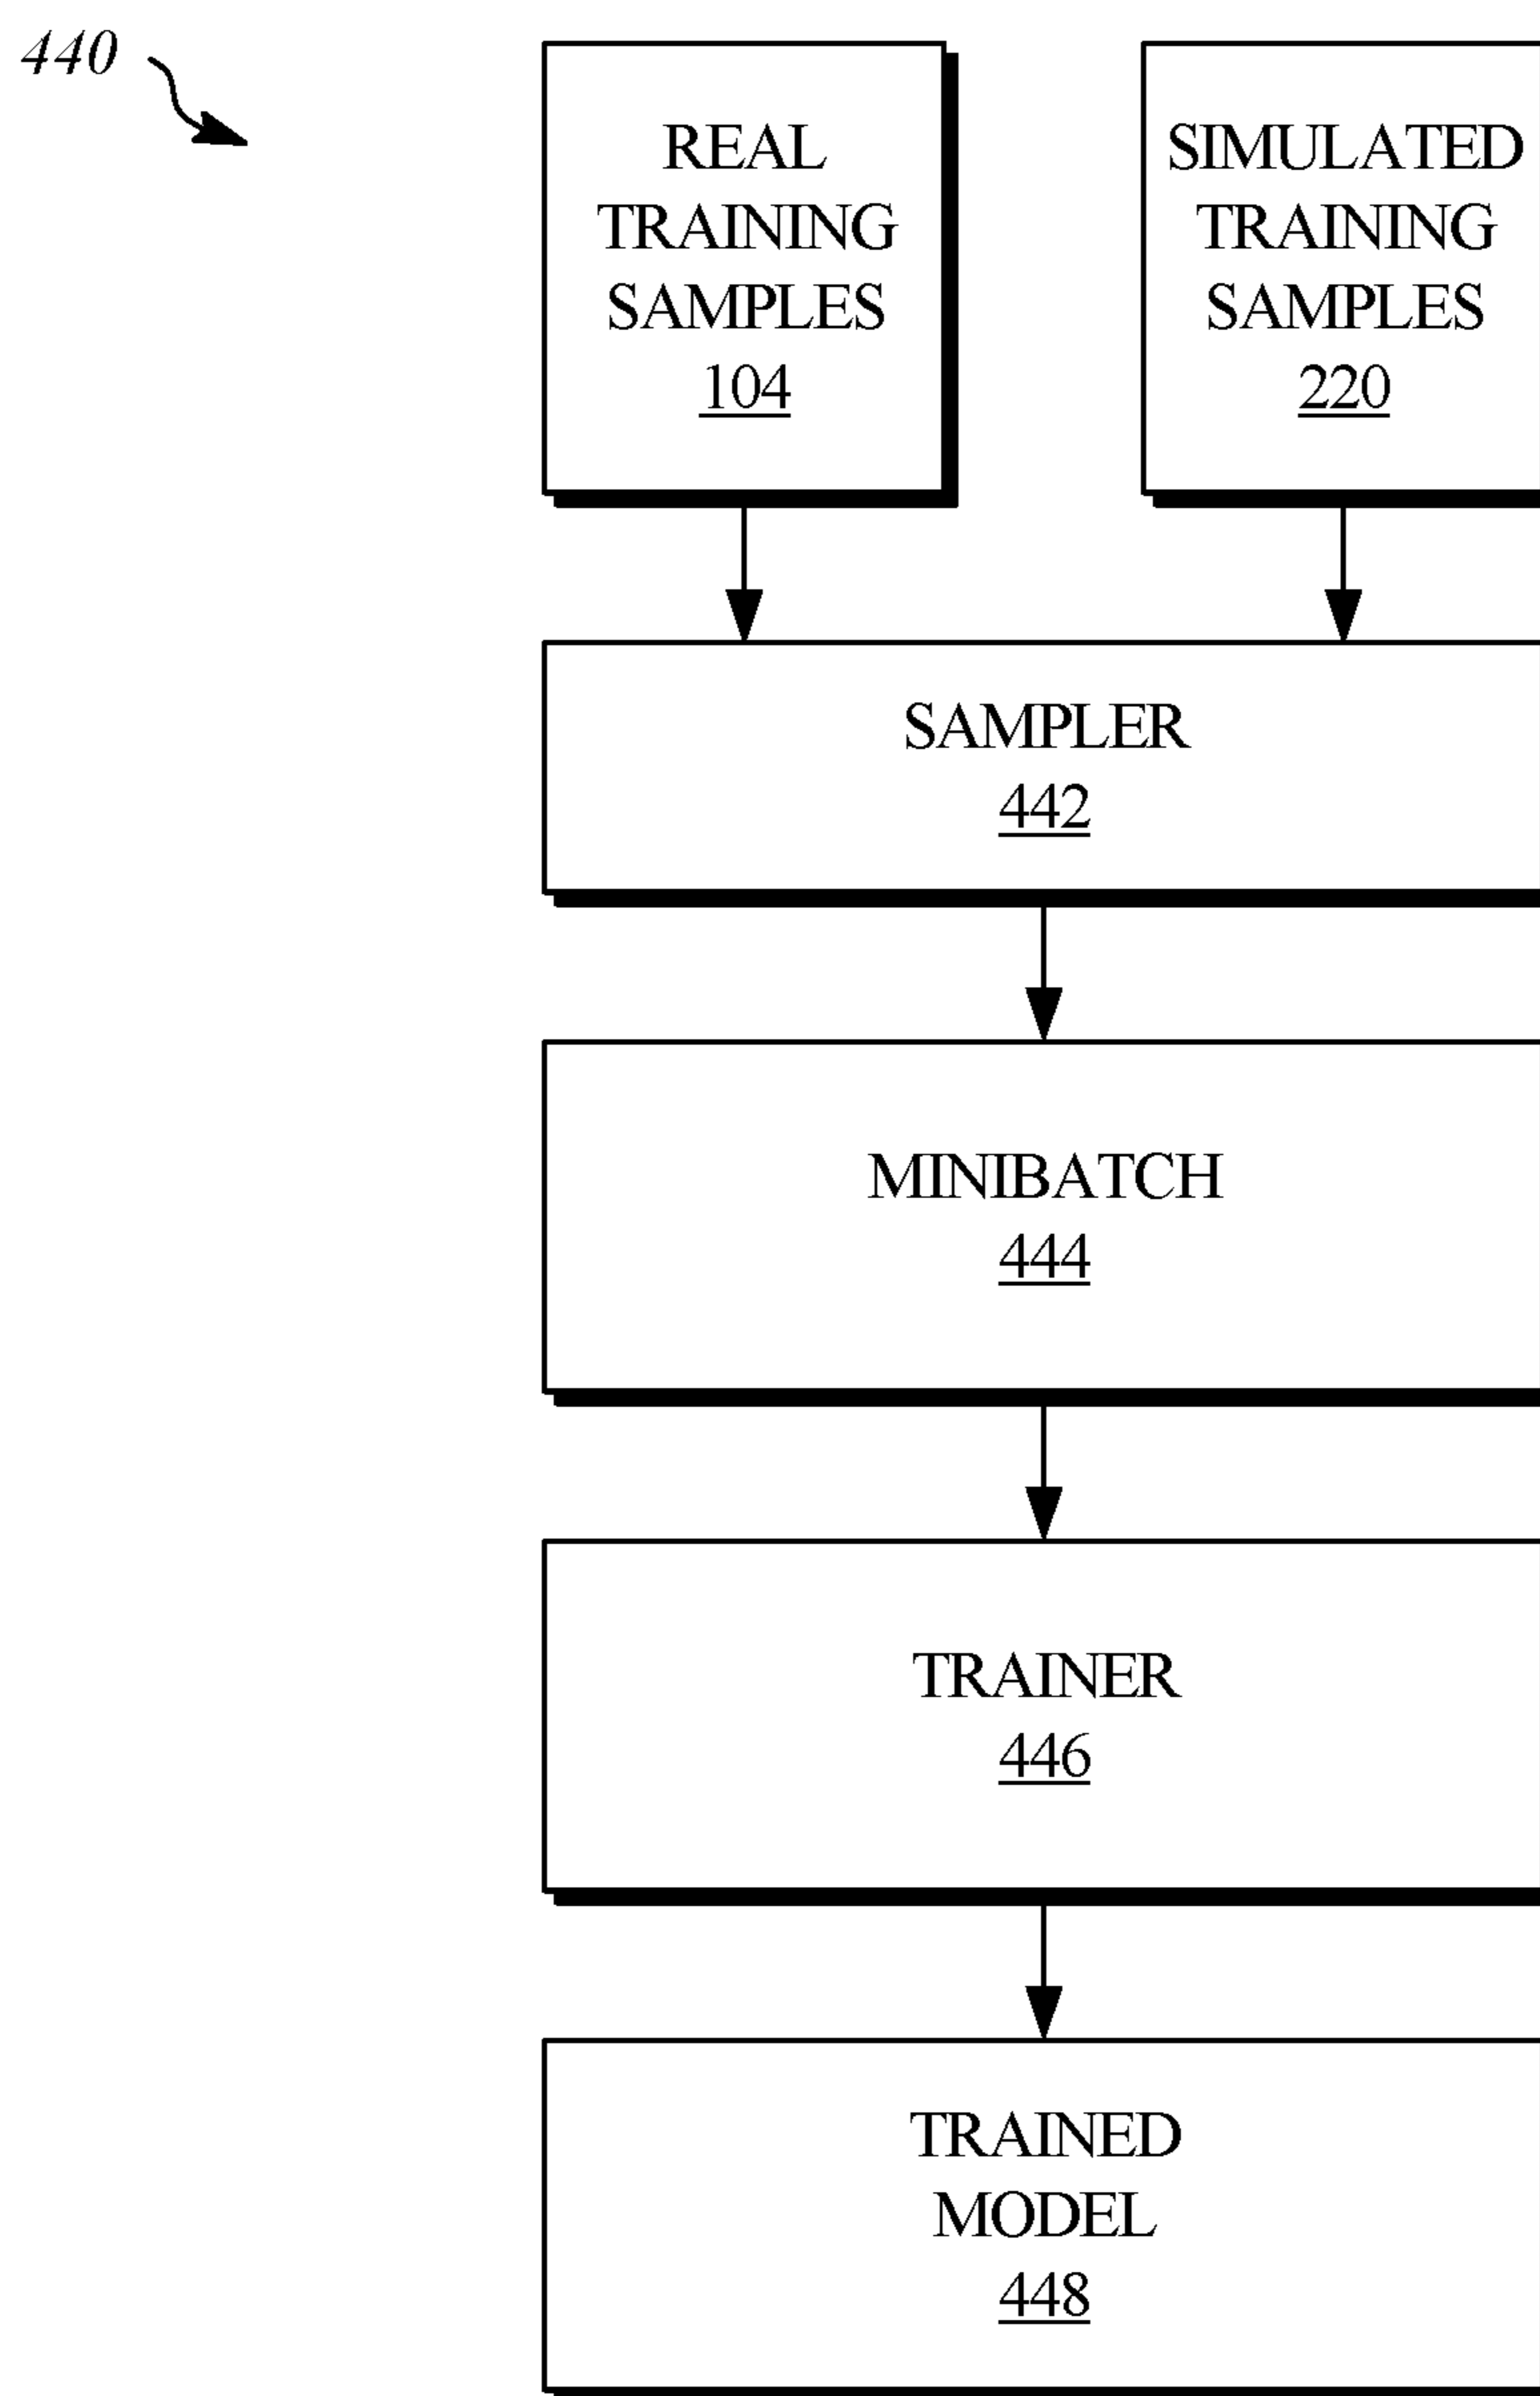 440
REAL
TRAINING
SAMPLES
104
SIMULATED
TRAINING
SAMPLES
220
SAMPLER
442
MINIBATCH
444
TRAINER
446
TRAINED
MODEL
448